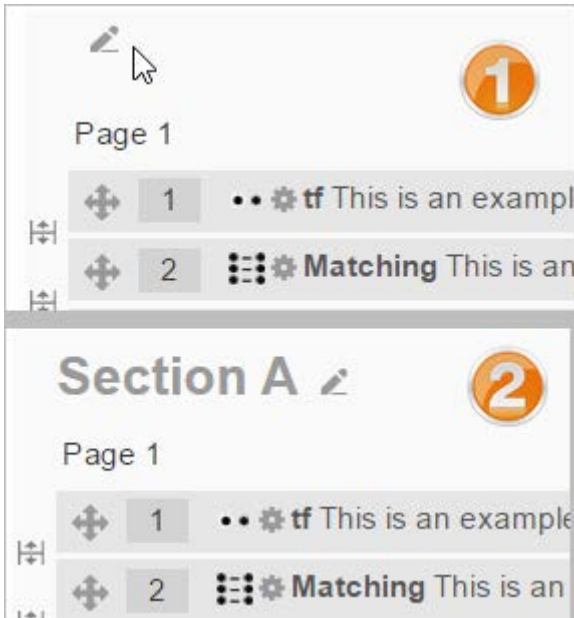 1
Page 1
1 tf This is an exampl
2 Matching This is an
Section A
2
Page 1
1 tf This is an example
2 Matching This is an